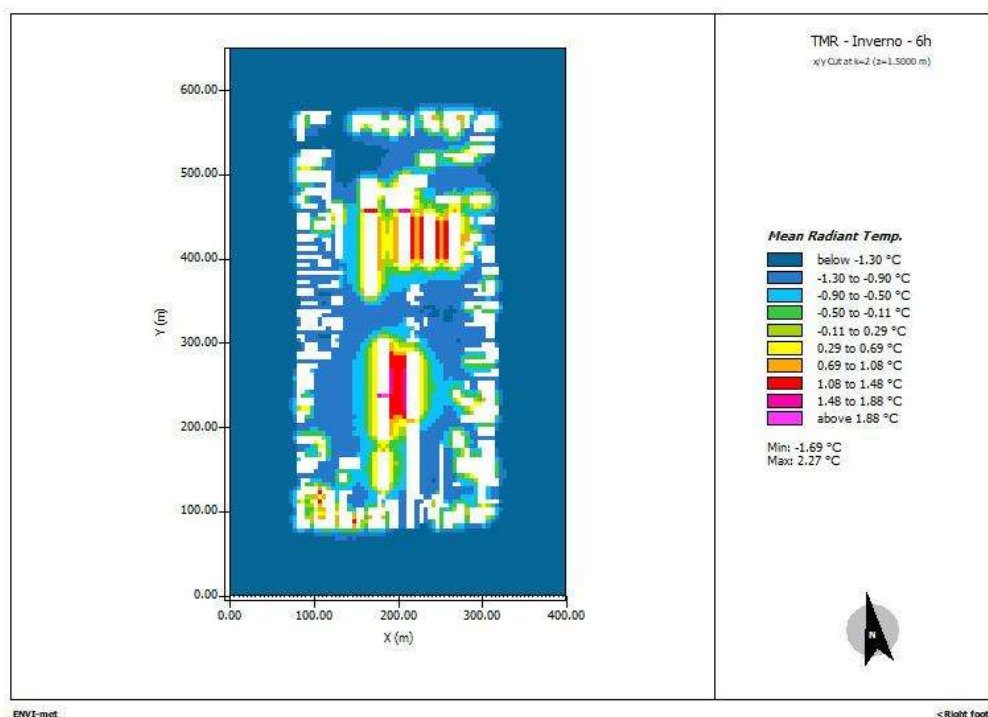 TMR - Inverno - 6h
x/y Cut at k=2 (z=1.5000 m)
600.00
500.00
400.00
300.00
200.00
100.00
0.00
Y (m)
0.00 100.00 200.00 300.00 400.00
X (m)
Mean Radiant Temp.
below -1.30 °C
-1.30 to -0.90 °C
-0.90 to -0.50 °C
-0.50 to -0.11 °C
-0.11 to 0.29 °C
0.29 to 0.69 °C
0.69 to 1.08 °C
1.08 to 1.48 °C
1.48 to 1.88 °C
above 1.88 °C
Min: -1.69 °C
Max: 2.27 °C
N
ENVI-met
<Right foot